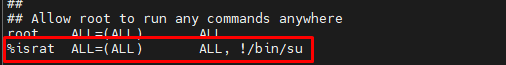 ##
## Allow root to run any commands anywhere
root ALL=(ALL) ALL
%israt ALL=(ALL) ALL, !/bin/su